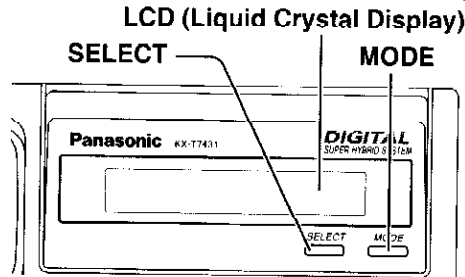 LCD (Liquid Crystal Display)
SELECT MODE
Panasonic KX-T7431 DIGITAL
SUPER HYBRID SYSTEM
SELECT MODE